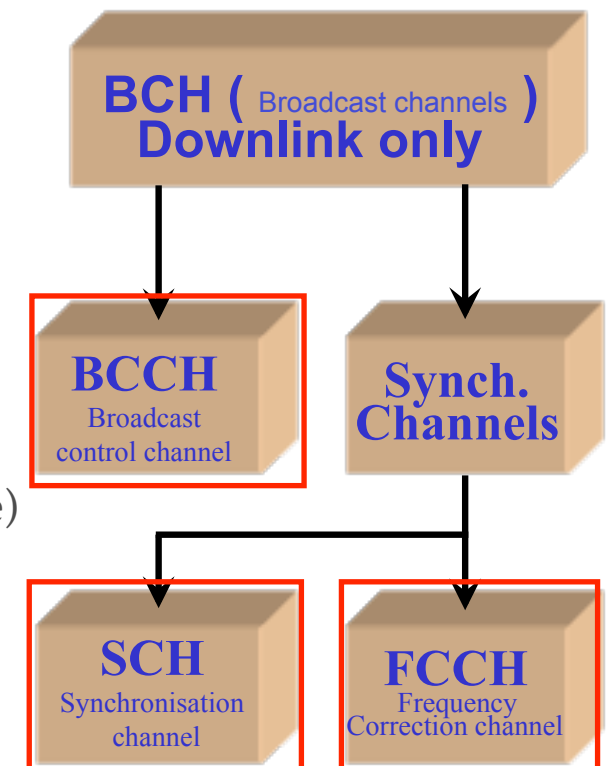 BCH ( Broadcast channels )
Downlink only
BCCH
Broadcast
control channel
Synch.
Channels
e)
SCH
Synchronisation
channel
FCCH
Frequency
Correction channel